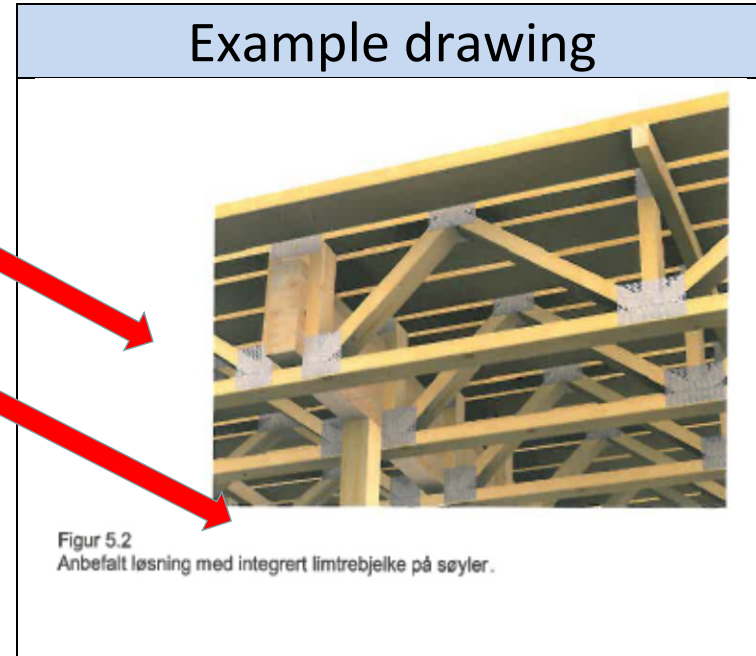 Example drawing
Figur 5.2
Anbefalt løsning med integrert limtrebjelke på søyler.